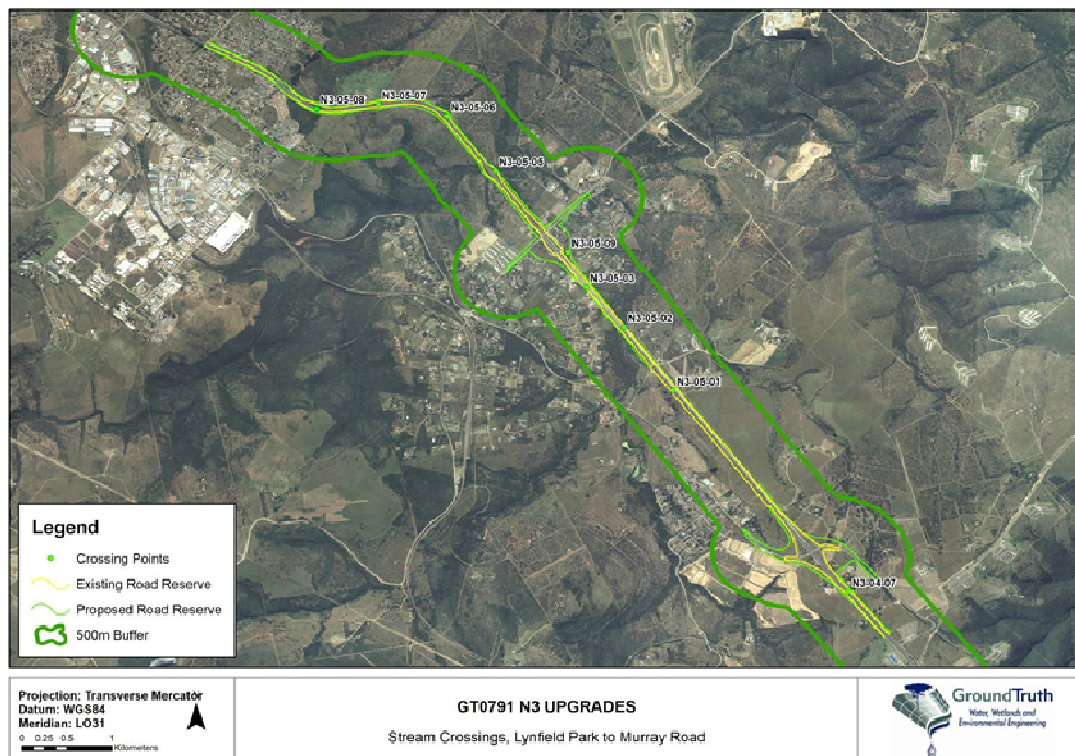 N3-05-08
N3-05-07
N3-05-06
N3-05-05
N3-05-09
N3-05-03
N3-05-02
N3-05-01
N3-04-07
Legend
Crossing Points
Existing Road Reserve
Proposed Road Reserve
500m Buffer
Projection: Transverse Mercator
Datum: WGS84
Meridian: LO31
0 0.25 0.5 1
Kilometers
GT0791 N3 UPGRADES
Stream Crossings, Lynfield Park to Murray Road
GroundTruth
Water, Wetlands and
Environmental Engineering